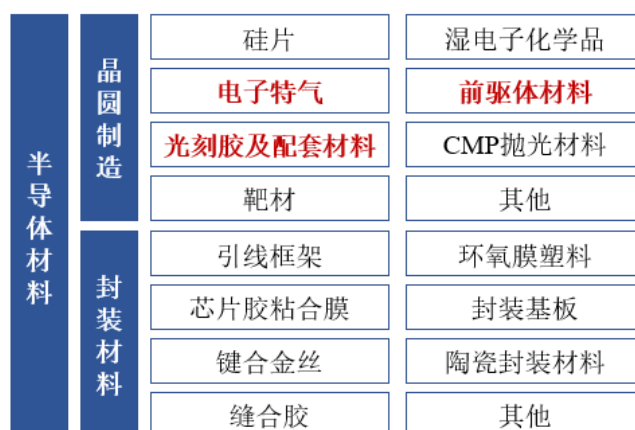 半导体材料
晶圆制造
硅片
湿电子化学品
电子特气
前驱体材料
光刻胶及配套材料
CMP抛光材料
靶材
其他
封装材料
引线框架
环氧膜塑料
芯片胶粘合膜
封装基板
键合金丝
陶瓷封装材料
缝合胶
其他